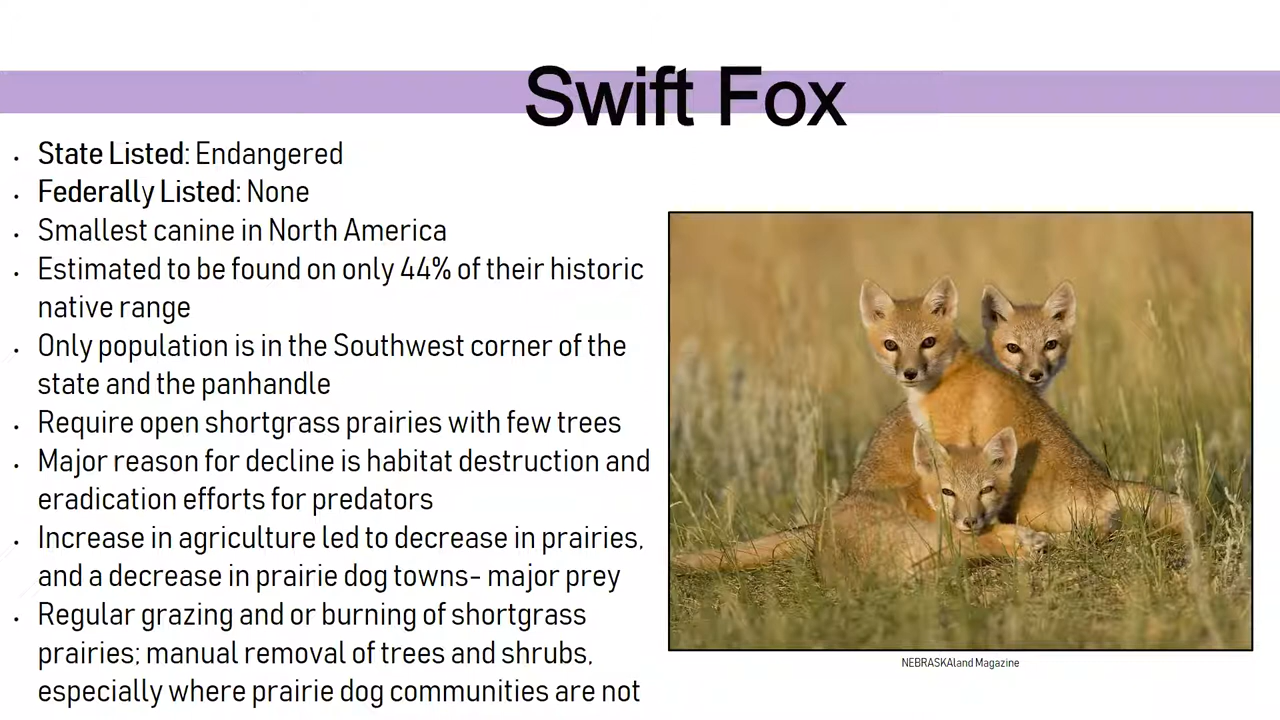 Swift Fox
• State Listed: Endangered
• Federally Listed: None
• Smallest canine in North America
• Estimated to be found on only 44% of their historic
native range
• Only population is in the Southwest corner of the
state and the panhandle
• Require open shortgrass prairies with few trees
• Major reason for decline is habitat destruction and
eradication efforts for predators
• Increase in agriculture led to decrease in prairies,
and a decrease in prairie dog towns- major prey
• Regular grazing and or burning of shortgrass
prairies; manual removal of trees and shrubs,
especially where prairie dog communities are not
NEBRASKAland Magazine